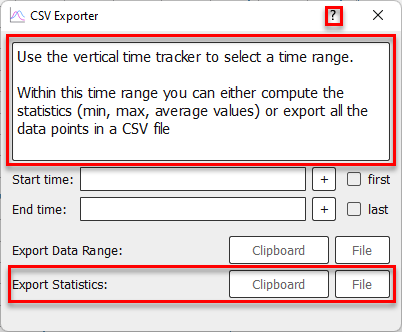 CSV Exporter ?
Use the vertical time tracker to select a time range.
Within this time range you can either compute the
statistics (min, max, average values) or export all the
data points in a CSV file
Start time: + first
End time: + last
Export Data Range: Clipboard File
Export Statistics: Clipboard File